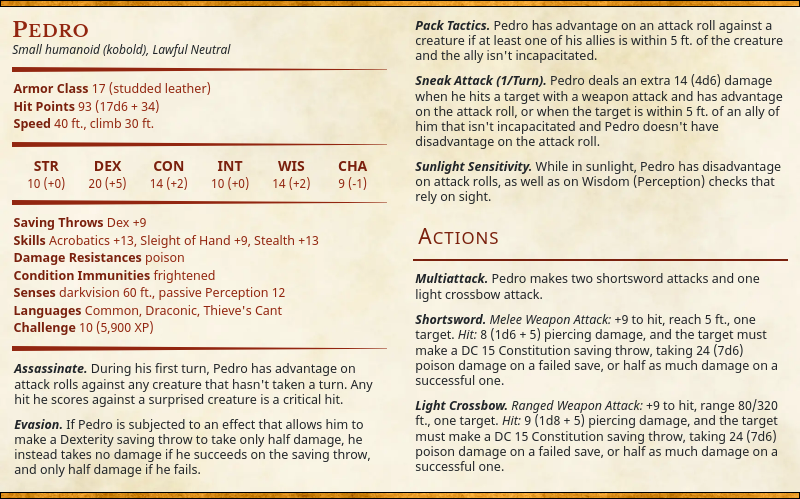 PEDRO
Small humanoid (kobold), Lawful Neutral
Armor Class 17 (studded leather)
Hit Points 93 (17d6 + 34)
Speed 40 ft., climb 30 ft.
STR DEX CON INT WIS CHA
10 (+0) 20 (+5) 14 (+2) 10 (+0) 14 (+2) 9 (-1)
Saving Throws Dex +9
Skills Acrobatics +13, Sleight of Hand +9, Stealth +13
Damage Resistances poison
Condition Immunities frightened
Senses darkvision 60 ft., passive Perception 12
Languages Common, Draconic, Thieve's Cant
Challenge 10 (5,900 XP)
Assassinate. During his first turn, Pedro has advantage on
attack rolls against any creature that hasn't taken a turn. Any
hit he scores against a surprised creature is a critical hit.
Evasion. If Pedro is subjected to an effect that allows him to
make a Dexterity saving throw to take only half damage, he
instead takes no damage if he succeeds on the saving throw,
and only half damage if he fails.
Pack Tactics. Pedro has advantage on an attack roll against a
creature if at least one of his allies is within 5 ft. of the creature
and the ally isn't incapacitated.
Sneak Attack (1/Turn). Pedro deals an extra 14 (4d6) damage
when he hits a target with a weapon attack and has advantage
on the attack roll, or when the target is within 5 ft. of an ally of
him that isn't incapacitated and Pedro doesn't have
disadvantage on the attack roll.
Sunlight Sensitivity. While in sunlight, Pedro has disadvantage
on attack rolls, as well as on Wisdom (Perception) checks that
rely on sight.
ACTIONS
Multiattack. Pedro makes two shortsword attacks and one
light crossbow attack.
Shortsword. Melee Weapon Attack: +9 to hit, reach 5 ft., one
target. Hit: 8 (1d6 + 5) piercing damage, and the target must
make a DC 15 Constitution saving throw, taking 24 (7d6)
poison damage on a failed save, or half as much damage on a
successful one.
Light Crossbow. Ranged Weapon Attack: +9 to hit, range 80/320
ft., one target. Hit: 9 (1d8 + 5) piercing damage, and the target
must make a DC 15 Constitution saving throw, taking 24 (7d6)
poison damage on a failed save, or half as much damage on a
successful one.